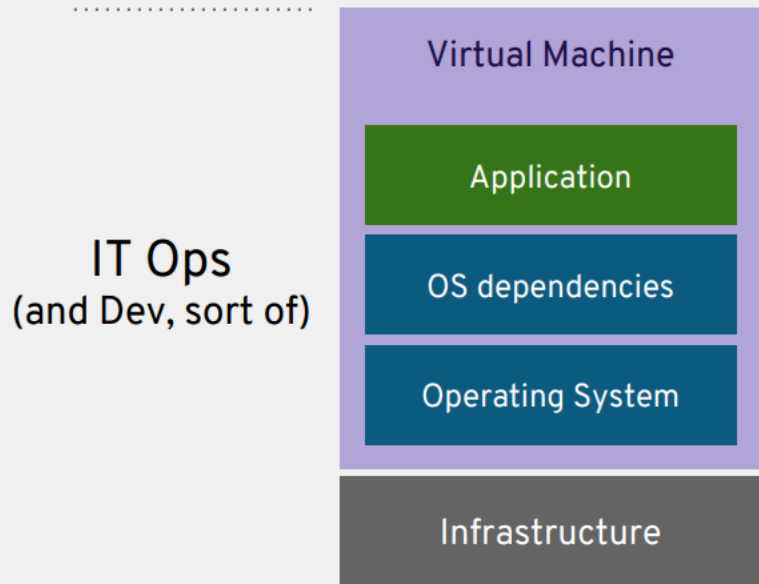 Virtual Machine
Application
IT Ops
(and Dev, sort of)
OS dependencies
Operating System
Infrastructure